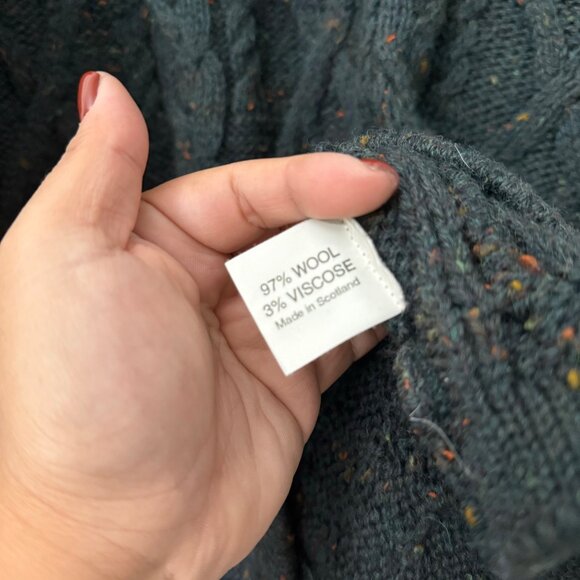 97% WOOL
3% VISCOSE
Made in Scotland